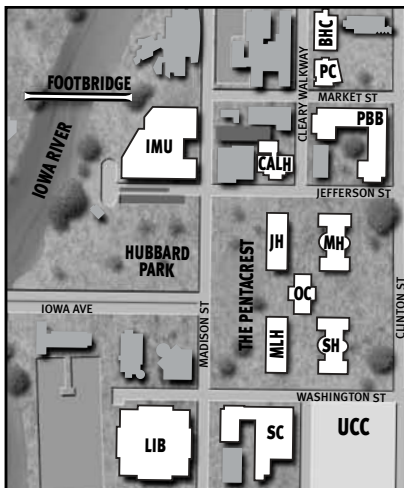 BHC
PC
CLEARY WALKWAY
MARKET ST
FOOTBRIDGE
IOWA RIVER
IMU
CALH
PBB
JEFFERSON ST
HUBBARD
PARK
THE PENTACREST
JH
MH
OC
IOWA AVE
MADISON ST
CLINTON ST
MLH
SH
WASHINGTON ST
LIB
SC
UCC